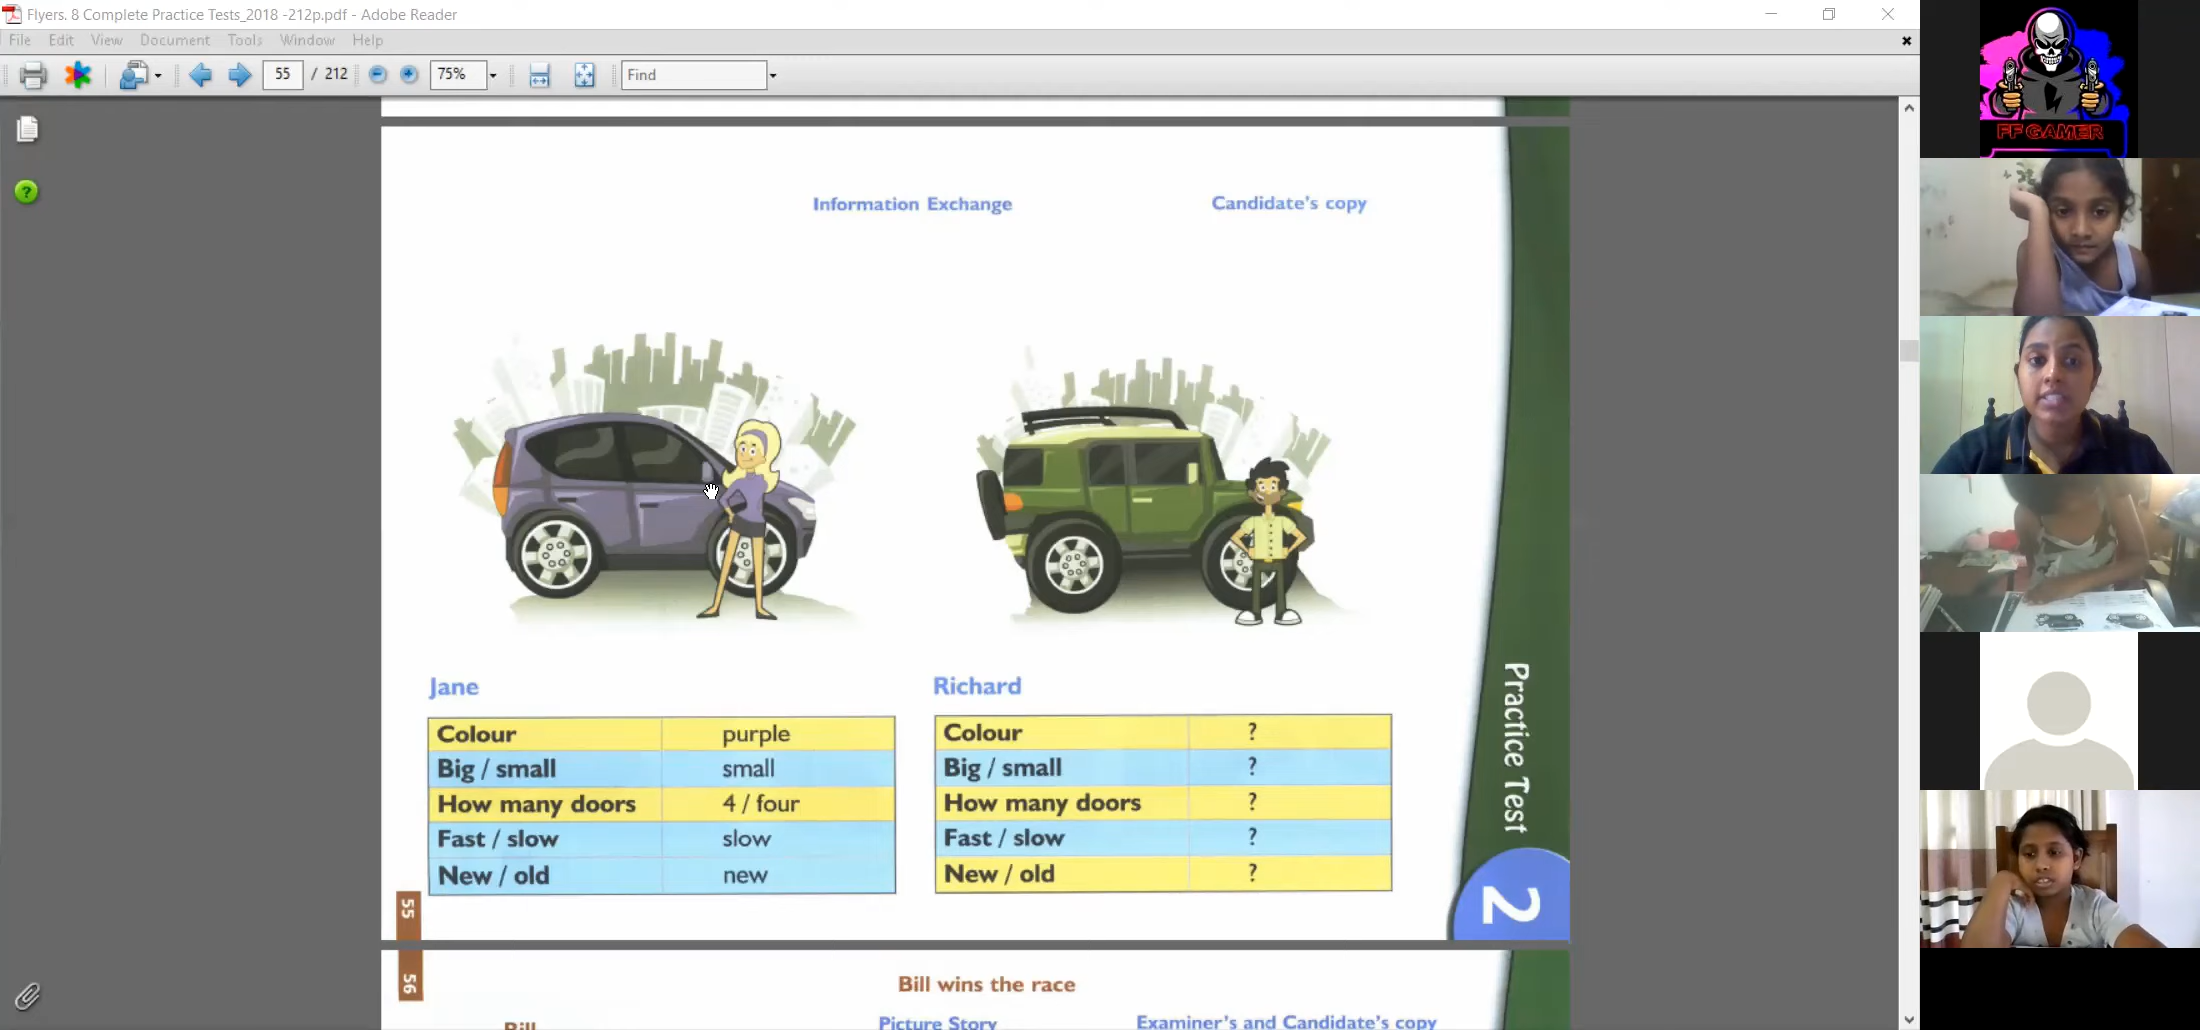 Flyers. 8 Complete Practice Tests_2018 -212p.pdf - Adobe Reader
File Edit View Document Tools Window Help
55 / 212 75% Find
FF GAMER
Information Exchange Candidate's copy
Jane
Colour purple
Big / small small
How many doors 4 / four
Fast / slow slow
New / old new
Richard
Colour ?
Big / small ?
How many doors ?
Fast / slow ?
New / old ?
Practice Test
2
55
56
Bill wins the race
Bill Picture Story Examiner's and Candidate's copy